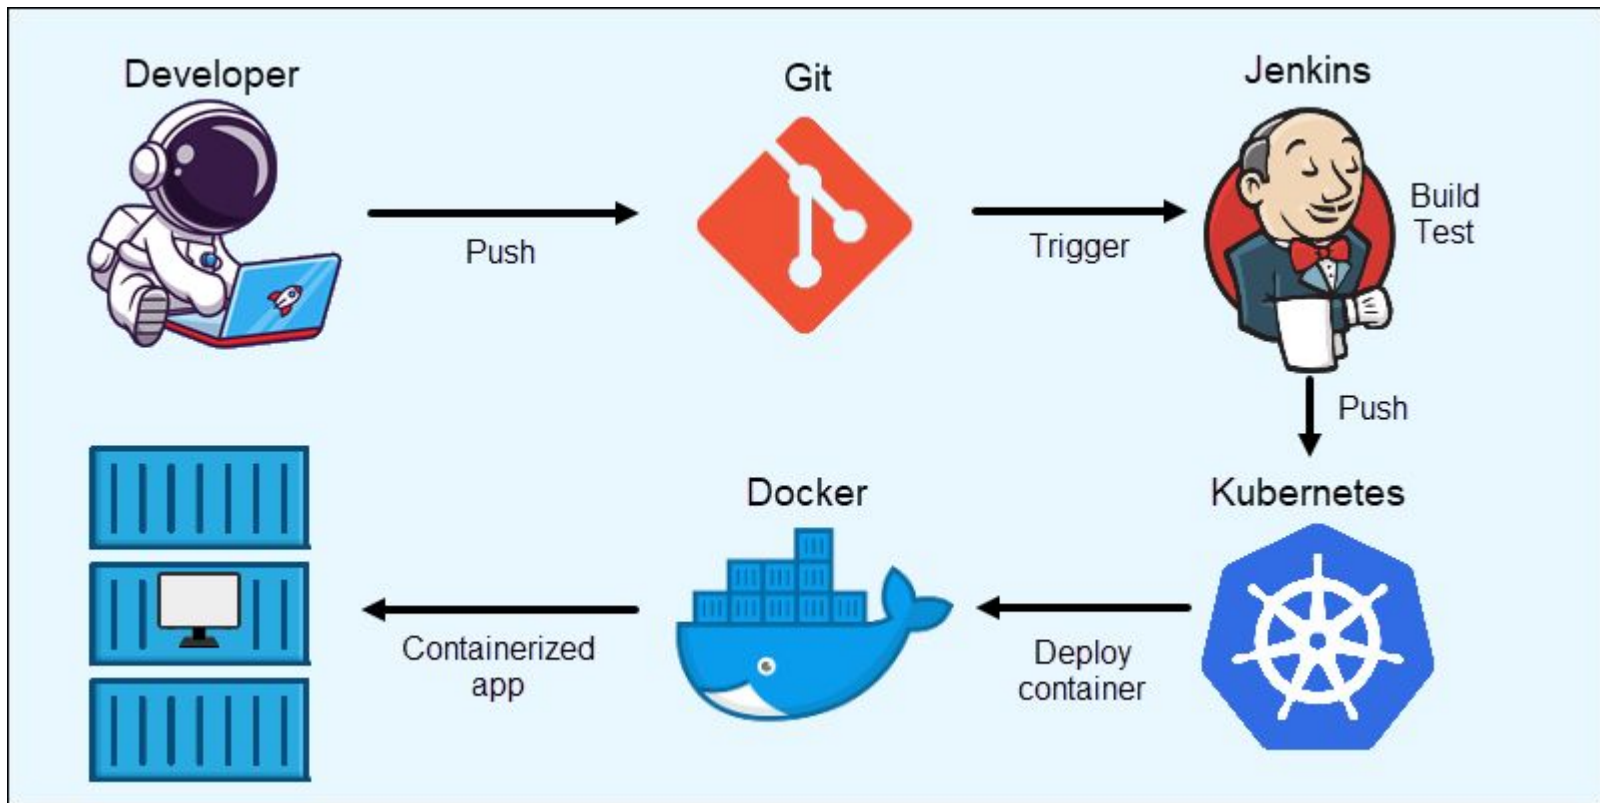 Developer
Git
Jenkins
Push
Trigger
Build
Test
Push
Docker
Kubernetes
Containerized
app
Deploy
container